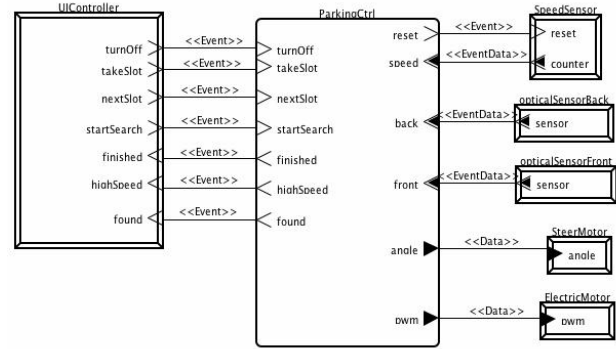 UIController
ParkingCtrl
SpeedSensor
turnOff
<<Event>>
turnOff
takeSlot
<<Event>>
takeSlot
nextSlot
<<Event>>
nextSlot
startSearch
<<Event>>
startSearch
finished
<<Event>>
finished
highSpeed
<<Event>>
highSpeed
found
<<Event>>
found
reset
<<Event>>
reset
speed
<<EventData>>
counter
opticalSensorBack
back
<<EventData>>
sensor
opticalSensorFront
front
<<EventData>>
sensor
SteerMotor
angle
<<Data>>
angle
ElectricMotor
pwm
<<Data>>
pwm